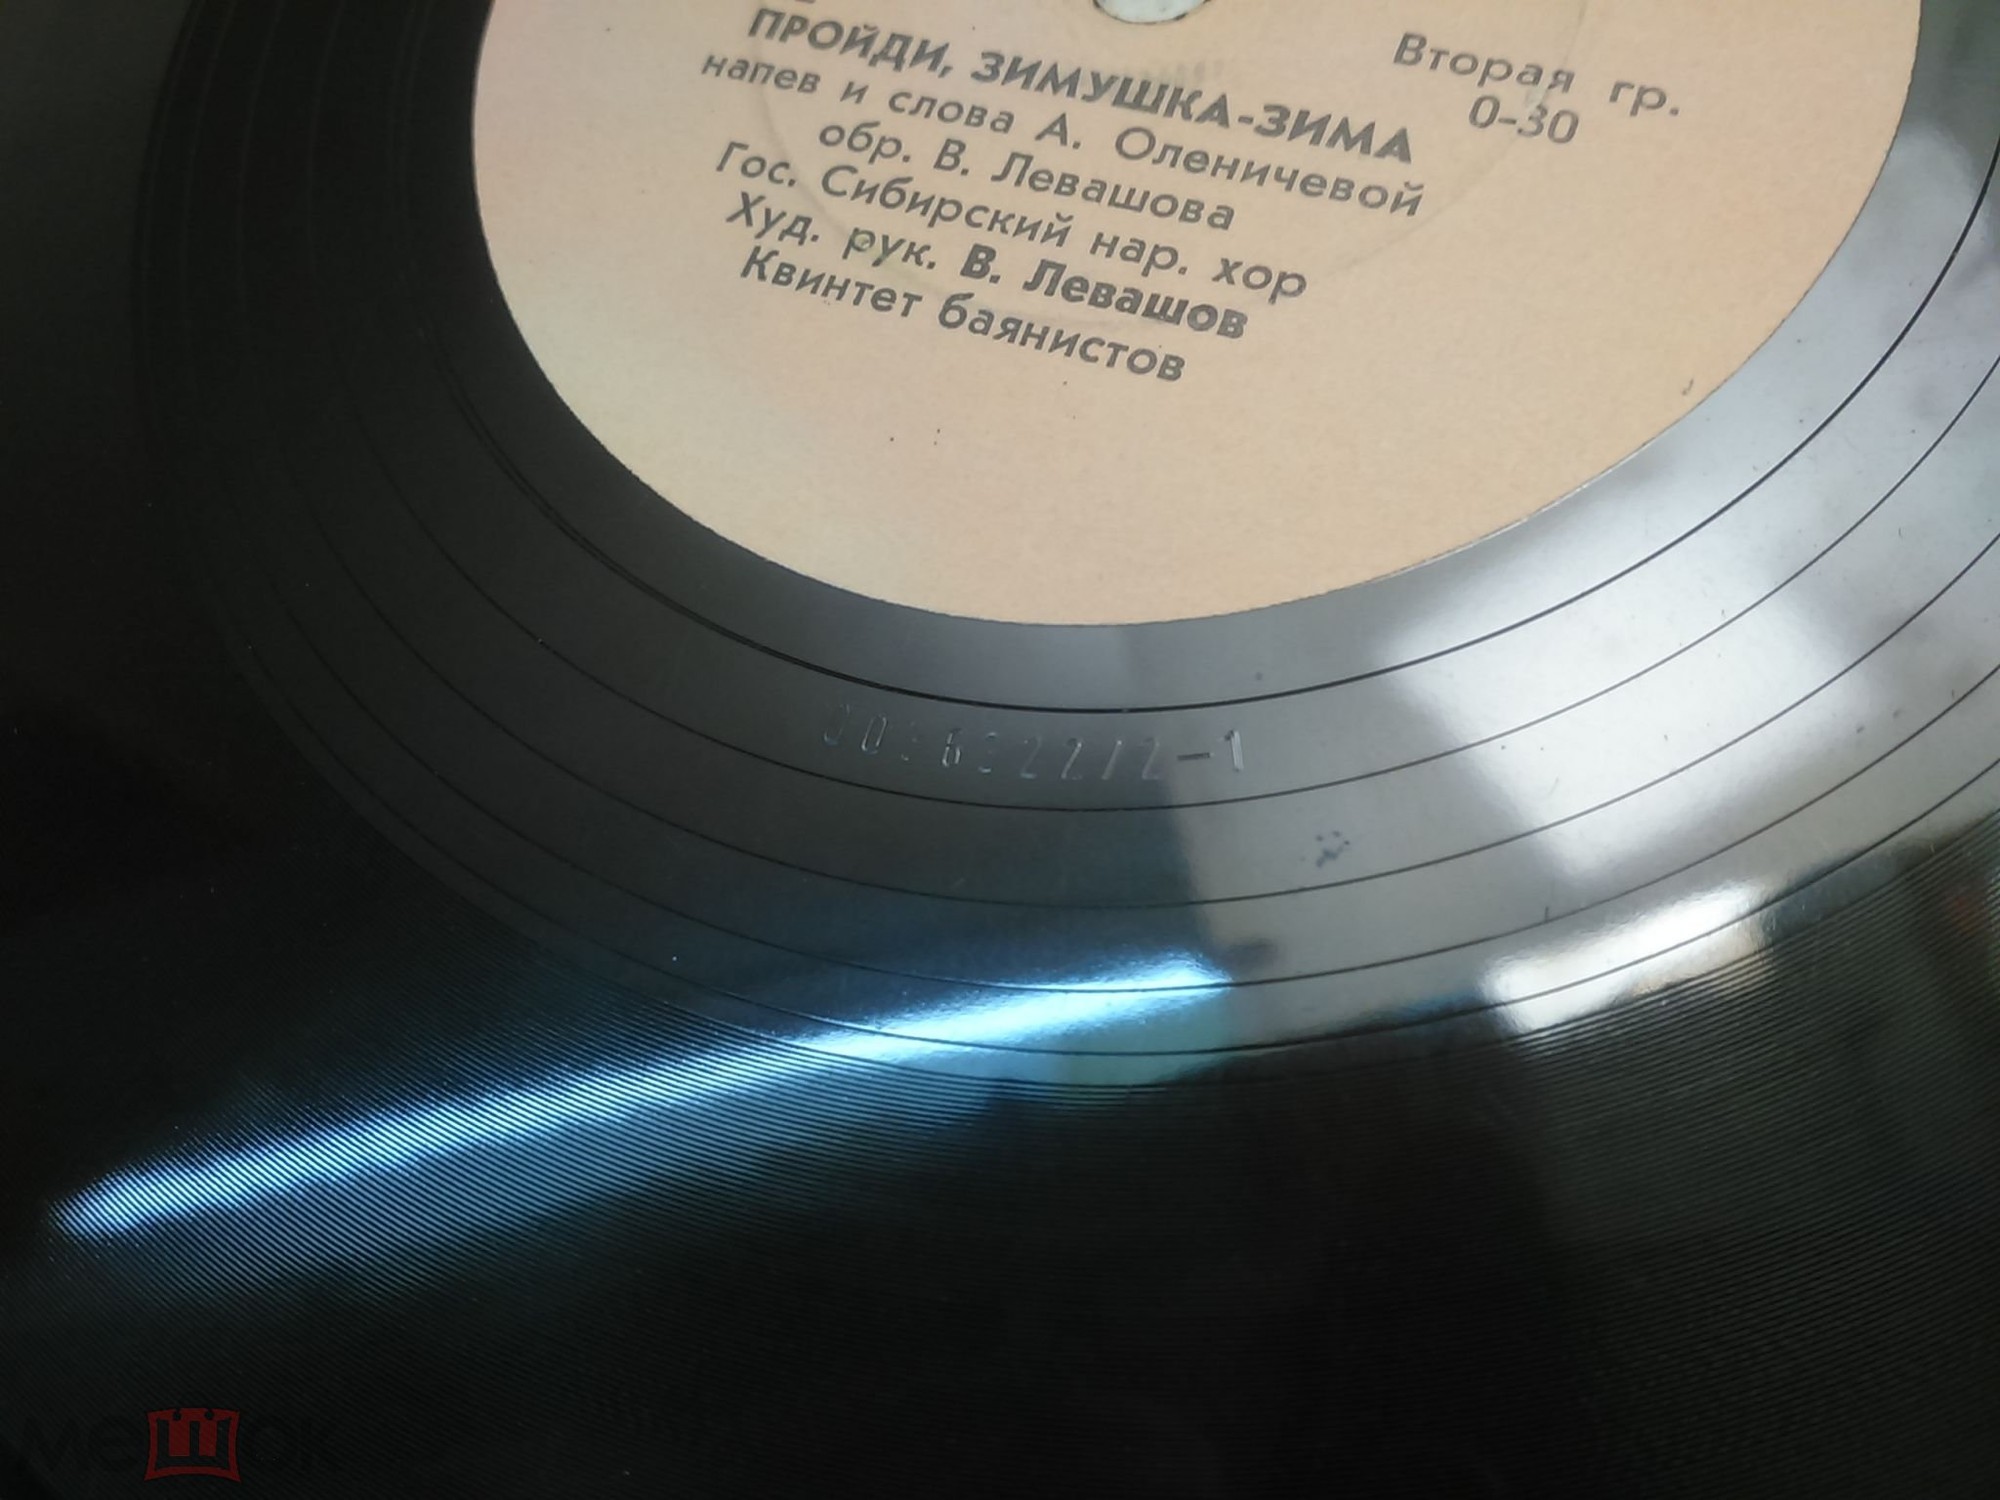 ПРОЙДИ, ЗИМУШКА-ЗИМА
напев и слова А. Оленичевой
обр. В. Левашова
Гос. Сибирский нар. хор
Худ. рук. В. Левашов
Квинтет баянистов
Вторая гр.
0-30
мешок